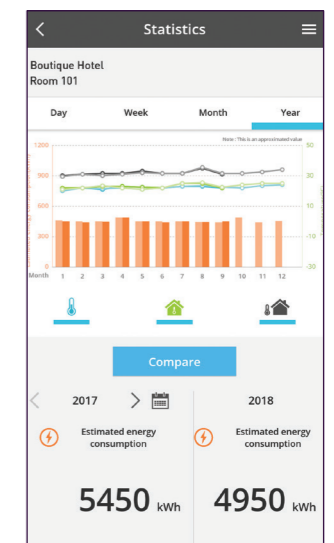 Statistics
Boutique Hotel
Room 101
Day Week Month Year
Note : This is an approximated value
1200 50
900 30
600 10
300 -10
0 -30
Month 1 2 3 4 5 6 7 8 9 10 11 12
Compare
2017 2018
Estimated energy consumption Estimated energy consumption
5450 kWh 4950 kWh